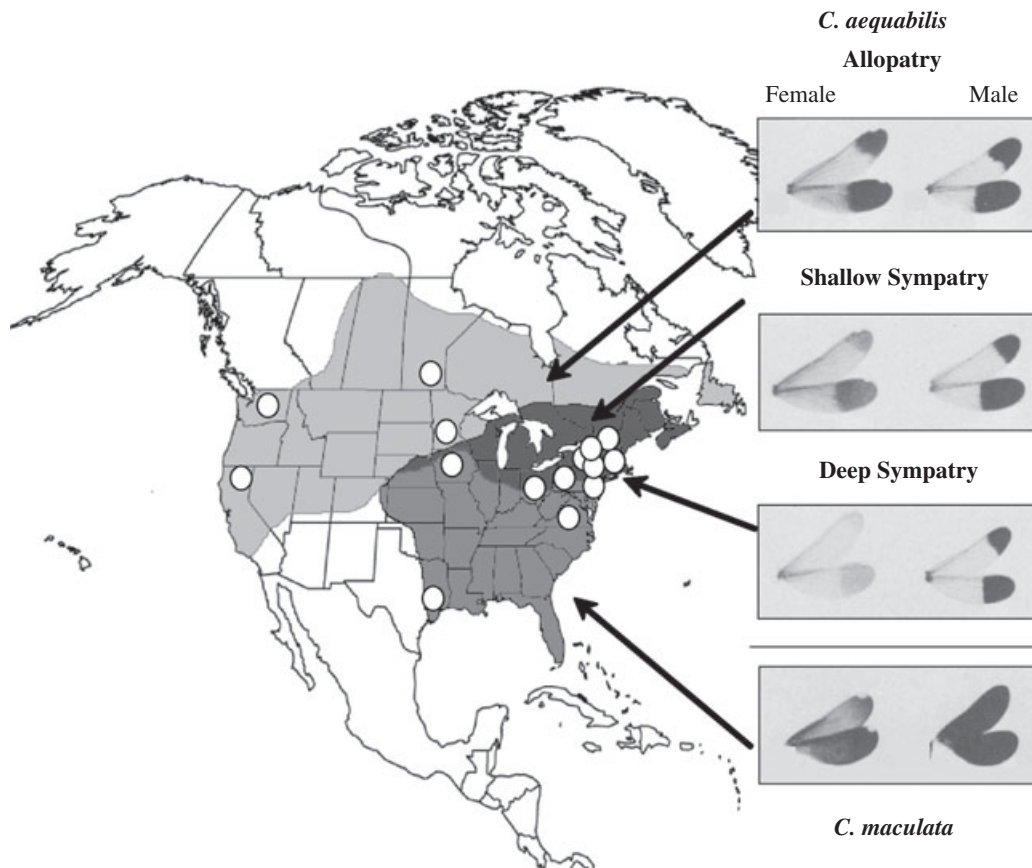 C. aequabilis
Allopatry
Female Male
Shallow Sympatry
Deep Sympatry
C. maculata